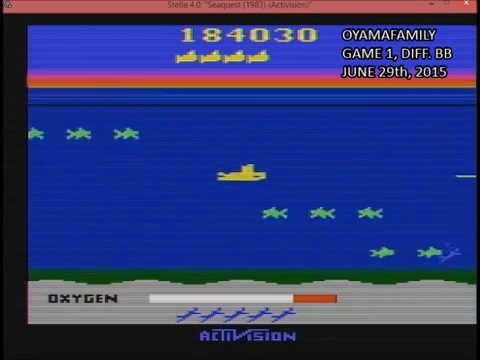 Stella 4.0: "Seaquest (1983) (Activision)"
184030
OYAMAFAMILY
GAME 1, DIFF. BB
JUNE 29th, 2015
OXYGEN
ACTIVISION